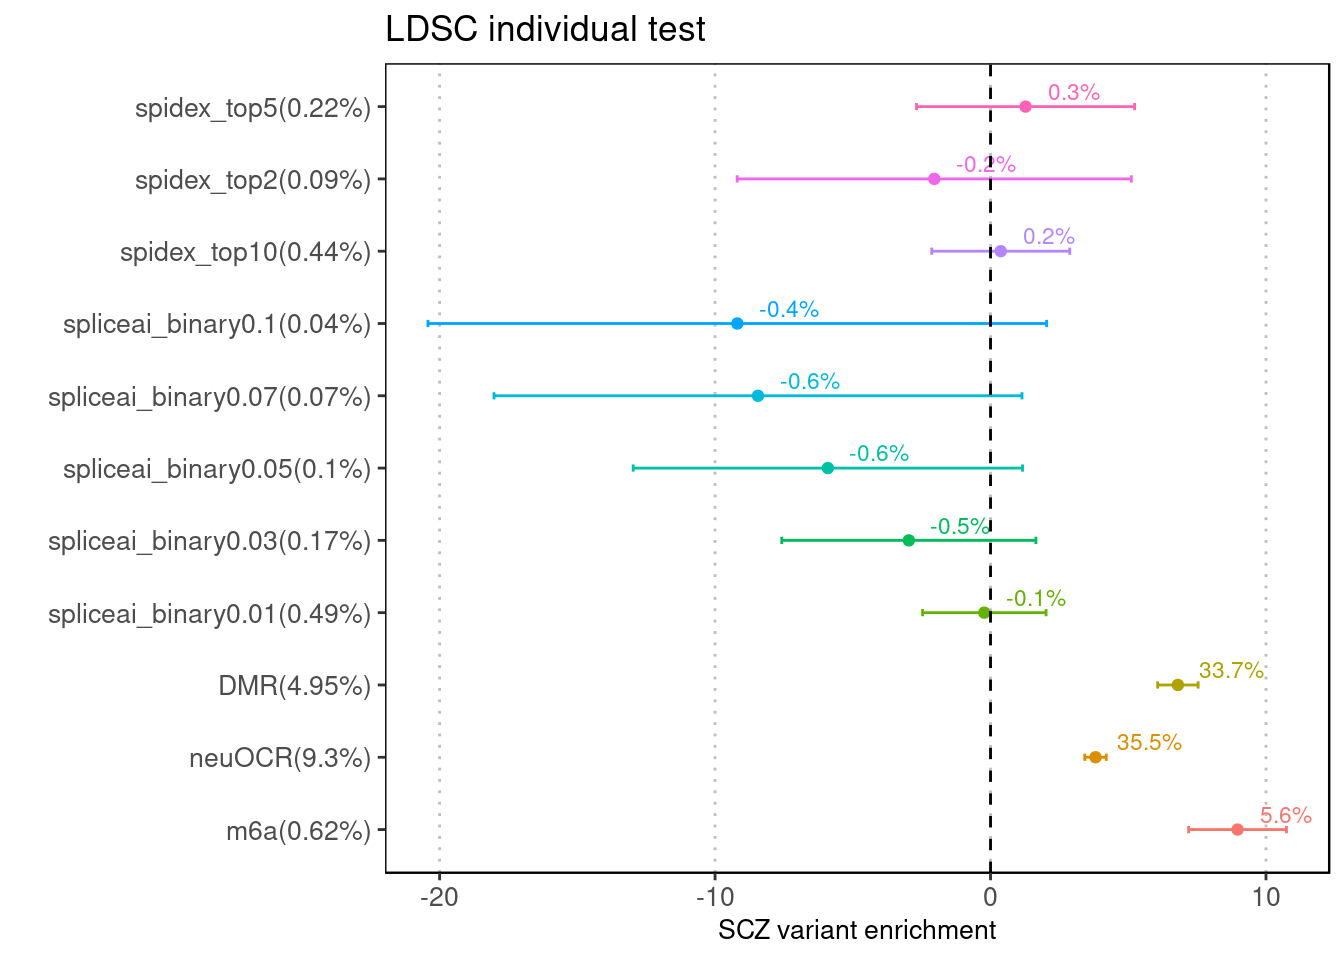 LDSC individual test
spidex_top5(0.22%)
0.3%
spidex_top2(0.09%)
-0.2%
spidex_top10(0.44%)
0.2%
spliceai_binary0.1(0.04%)
-0.4%
spliceai_binary0.07(0.07%)
-0.6%
spliceai_binary0.05(0.1%)
-0.6%
spliceai_binary0.03(0.17%)
-0.5%
spliceai_binary0.01(0.49%)
-0.1%
DMR(4.95%)
33.7%
neuOCR(9.3%)
35.5%
m6a(0.62%)
5.6%
-20 -10 0 10
SCZ variant enrichment